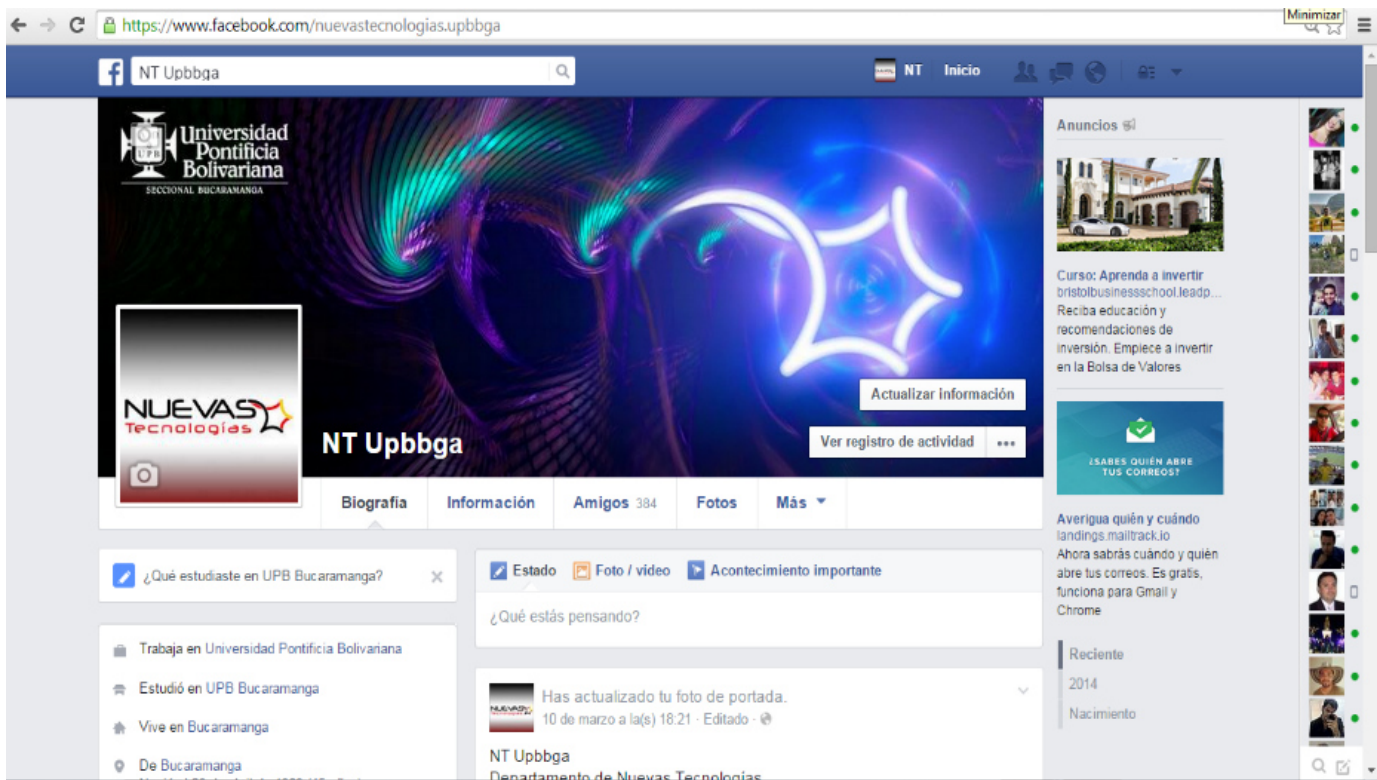 Minimizar
https://www.facebook.com/nuevastecnologias.upbbga
NT Upbbga
NT Inicio
Universidad
Pontificia
Bolivariana
SECCIONAL BUCARAMANGA
UPB
NUEVAS
Tecnologías
NT Upbbga
Actualizar información
Ver registro de actividad
Biografía Información Amigos 384 Fotos Más
¿Qué estudiaste en UPB Bucaramanga?
Trabaja en Universidad Pontificia Bolivariana
Estudió en UPB Bucaramanga
Vive en Bucaramanga
De Bucaramanga
Estado Foto / video Acontecimiento importante
¿Qué estás pensando?
Has actualizado tu foto de portada.
10 de marzo a la(s) 18:21 · Editado ·
NT Upbbga
Departamento de Nuevas Tecnologías
Anuncios
Curso: Aprenda a invertir
bristolbusinessschool.leadp...
Reciba educación y
recomendaciones de
inversión. Empiece a invertir
en la Bolsa de Valores
¿SABES QUIÉN ABRE
TUS CORREOS?
Averigua quién y cuándo
landings.mailtrack.io
Ahora sabrás cuándo y quién
abre tus correos. Es gratis,
funciona para Gmail y
Chrome
Reciente
2014
Nacimiento